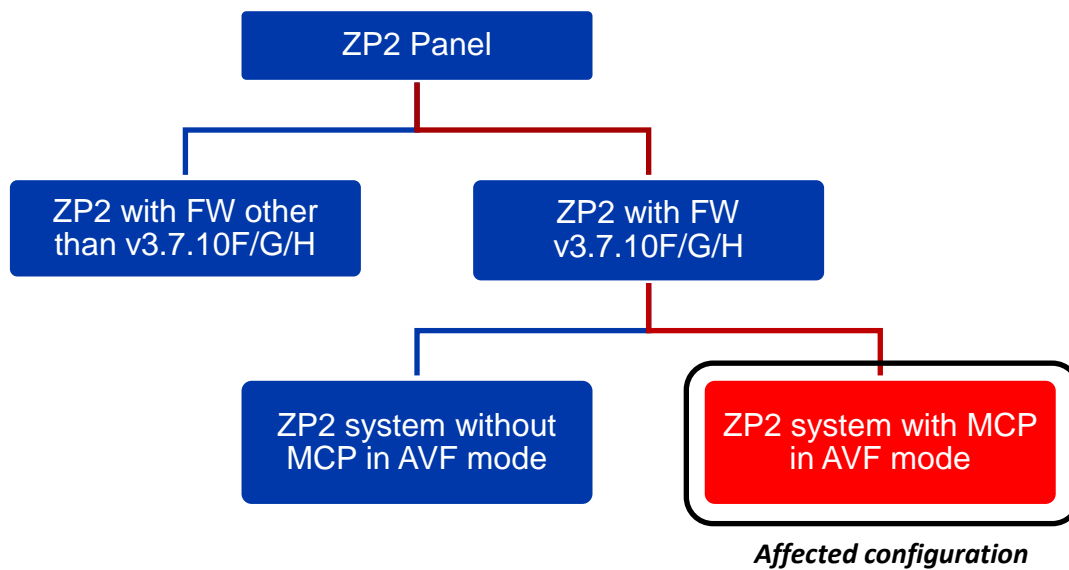 ZP2 Panel
ZP2 with FW other
than v3.7.10F/G/H
ZP2 with FW
v3.7.10F/G/H
ZP2 system without
MCP in AVF mode
ZP2 system with MCP
in AVF mode
Affected configuration